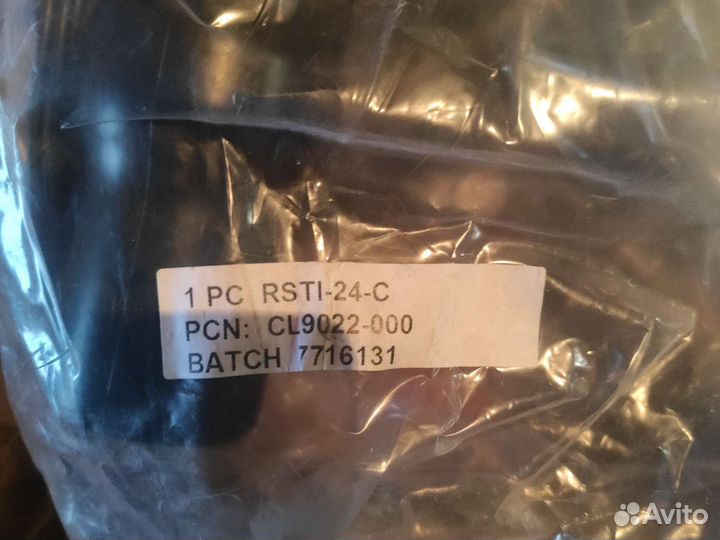 1 PC RSTI-24-C
PCN: CL9022-000
BATCH 7716131
Avito